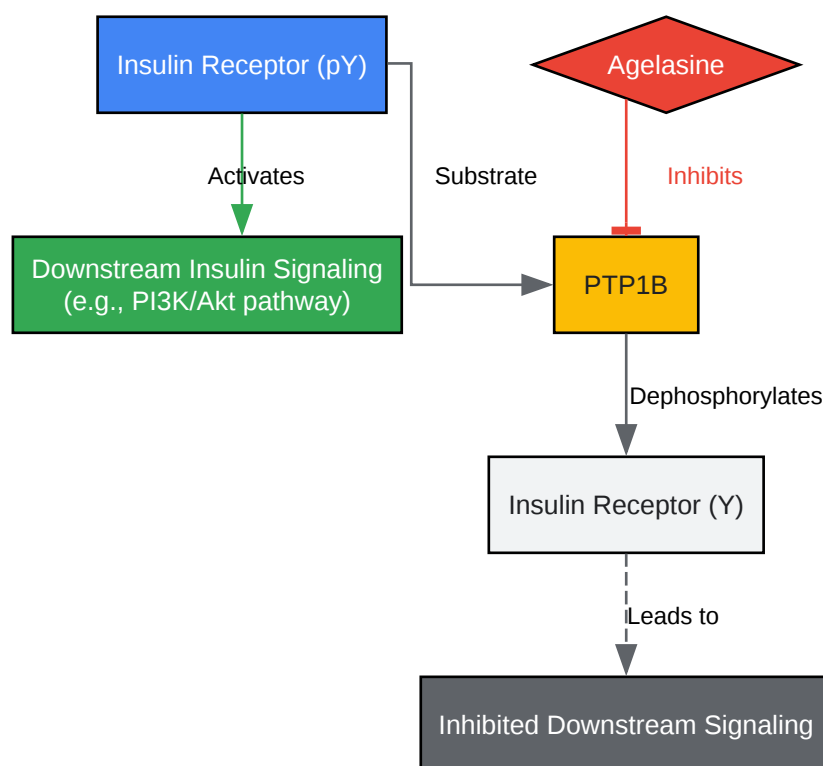 Insulin Receptor (pY)
Agelasine
Activates
Substrate
Inhibits
Downstream Insulin Signaling
(e.g., PI3K/Akt pathway)
PTP1B
Dephosphorylates
Insulin Receptor (Y)
Leads to
Inhibited Downstream Signaling